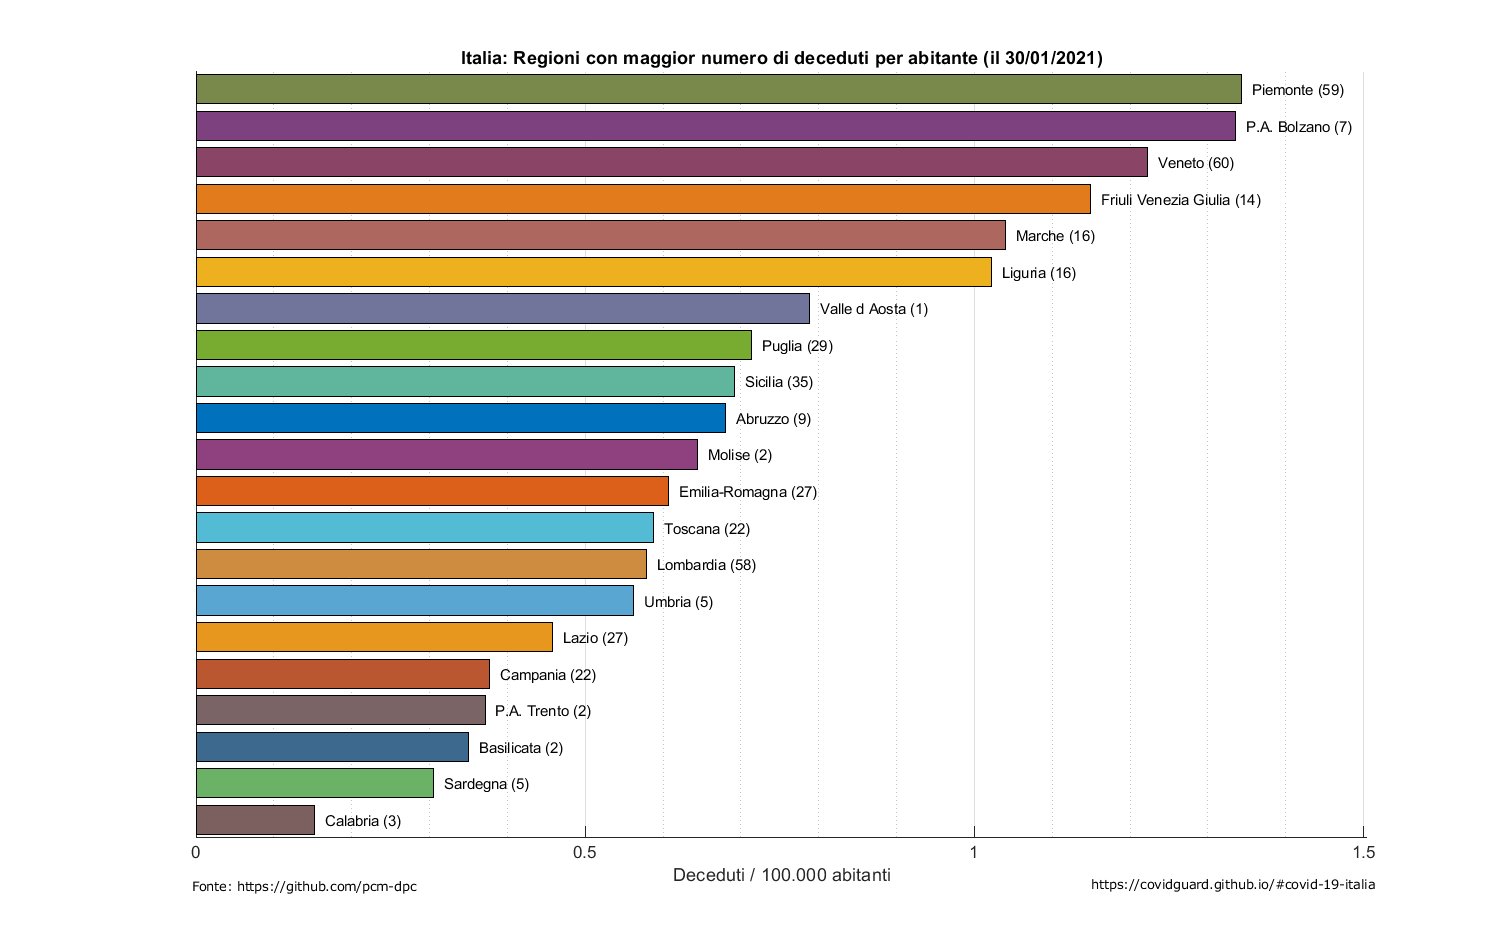 Italia: Regioni con maggior numero di deceduti per abitante (il 30/01/2021)
Piemonte (59)
P.A. Bolzano (7)
Veneto (60)
Friuli Venezia Giulia (14)
Marche (16)
Liguria (16)
Valle d Aosta (1)
Puglia (29)
Sicilia (35)
Abruzzo (9)
Molise (2)
Emilia-Romagna (27)
Toscana (22)
Lombardia (58)
Umbria (5)
Lazio (27)
Campania (22)
P.A. Trento (2)
Basilicata (2)
Sardegna (5)
Calabria (3)
0 0.5 1 1.5
Deceduti / 100.000 abitanti
Fonte: https://github.com/pcm-dpc
https://covidguard.github.io/#covid-19-italia